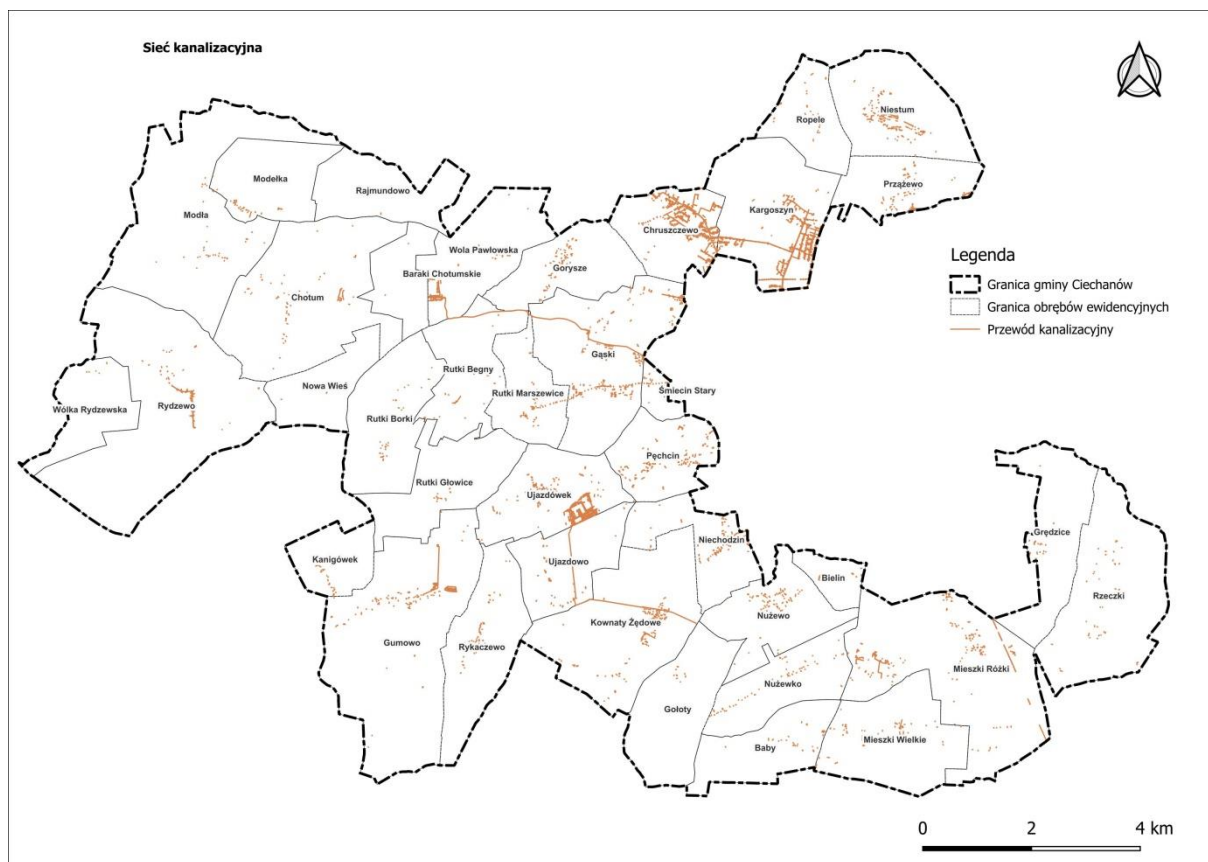 Sieć kanalizacyjna
Niestum
Ropele
Modełka
Rajmundowo
Przążewo
Kargoszyn
Modła
Chruszczewo
Wola Pawłowska
Gorysze
Baraki Chotumskie
Chotum
Legenda
Granica gminy Ciechanów
Granica obrębów ewidencyjnych
Przewód kanalizacyjny
Gąski
Rutki Begny
Nowa Wieś
Rutki Marszewice
Śmiecin Stary
Wólka Rydzewska
Rydzewo
Rutki Borki
Pęchcin
Rutki Głowice
Ujazdówek
Grędzice
Niechodzin
Kanigówek
Ujazdowo
Bielin
Rzeczki
Kownaty Żędowe
Nużewo
Gumowo
Rykaczewo
Mieszki Różki
Nużewko
Gołoty
Baby
Mieszki Wielkie
0 2 4 km